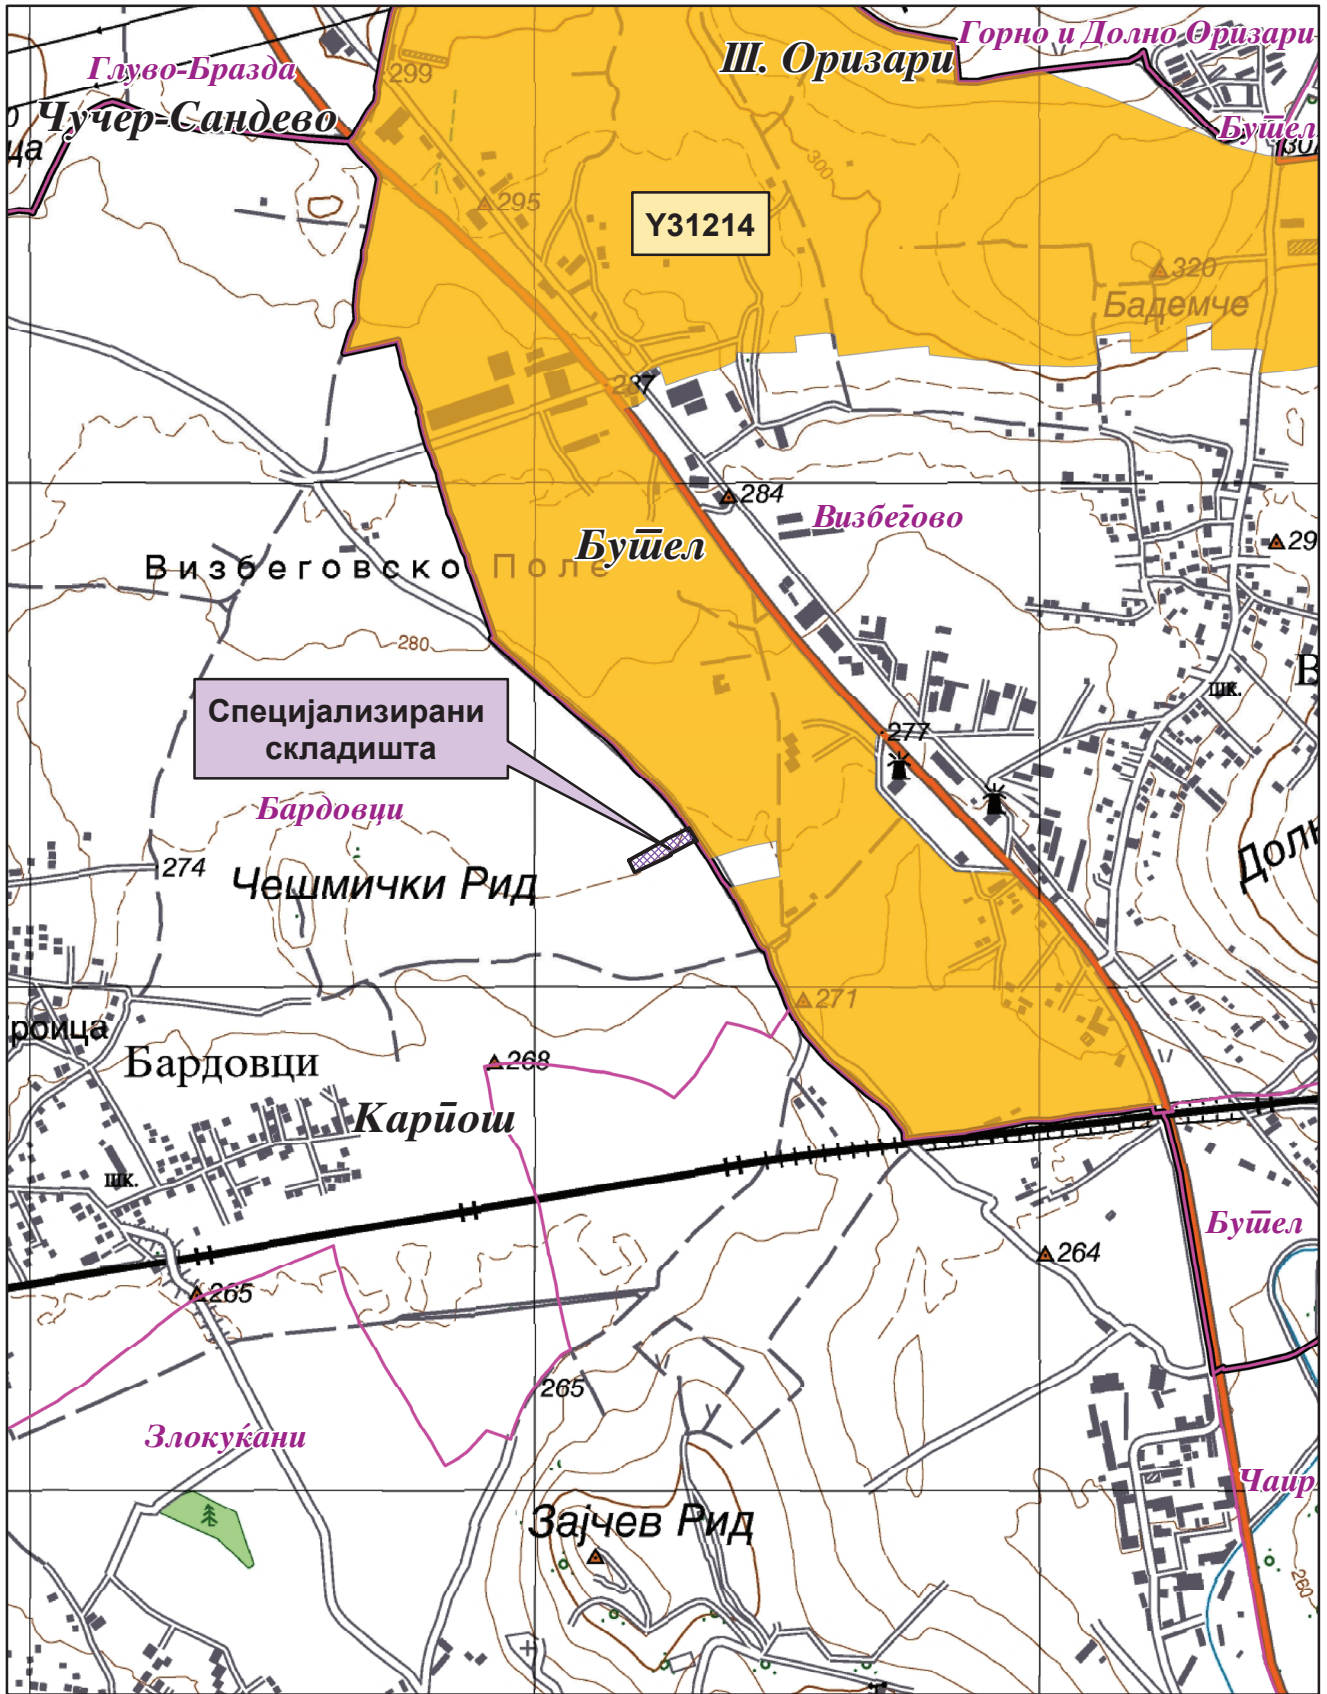 Горно и Долно Оризари
Ш. Оризари
Глуво-Бразда
299
Чучер-Сандево
Бутел
300
295
Y31214
320
Бадемче
287
284
Визбегово
Бутел
Визбеговско Поле
280
шк.
Специјализирани
складишта
277
Бардовци
274
Чешмички Рид
271
Бардовци
268
Карпош
шк.
Бутел
264
265
265
Злокуќани
Чаир
Зајчев Рид
260